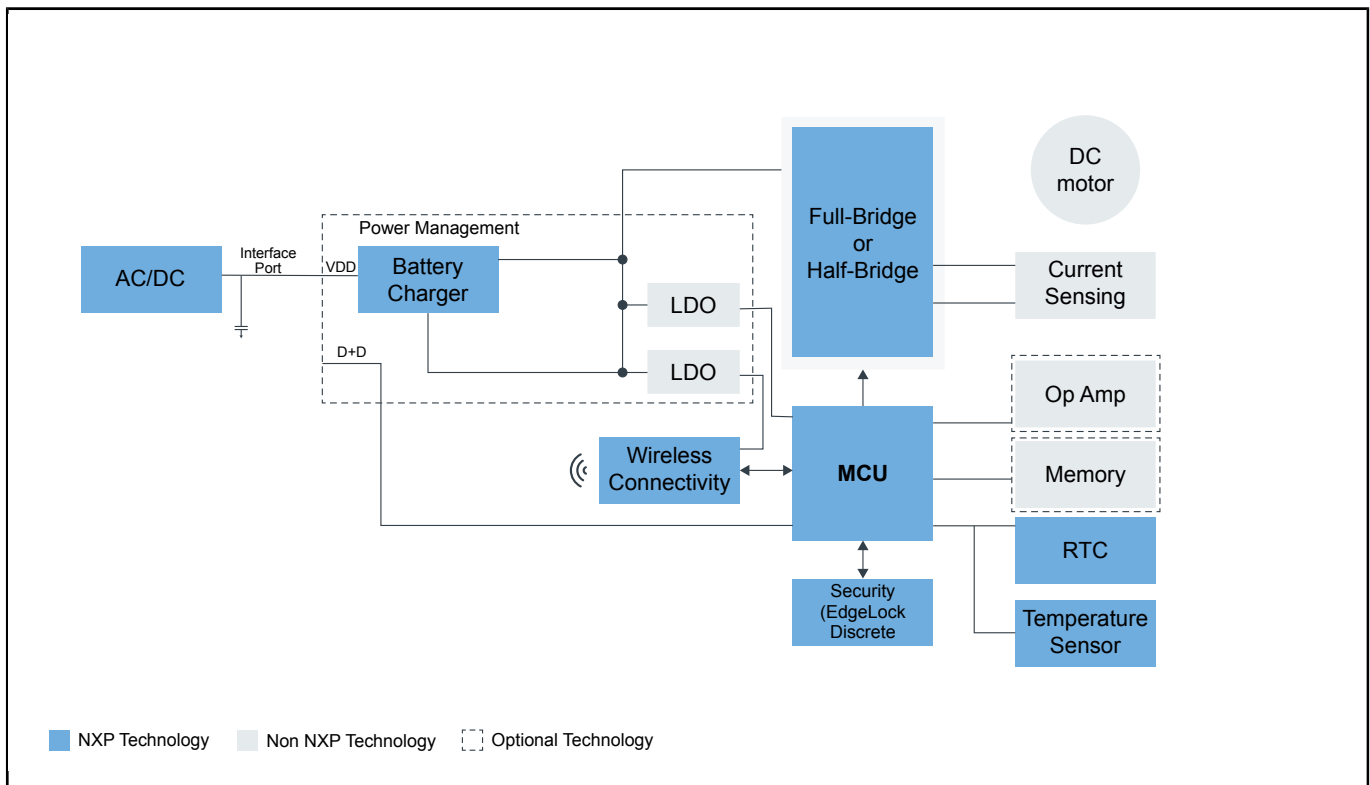 DC
motor
Full-Bridge
or
Half-Bridge
Power Management
Interface
Port
VDD
AC/DC
Battery
Charger
Current
Sensing
LDO
D+D
LDO
Op Amp
Wireless
Connectivity
MCU
Memory
RTC
Security
(EdgeLock
Discrete
Temperature
Sensor
NXP Technology
Non NXP Technology
Optional Technology